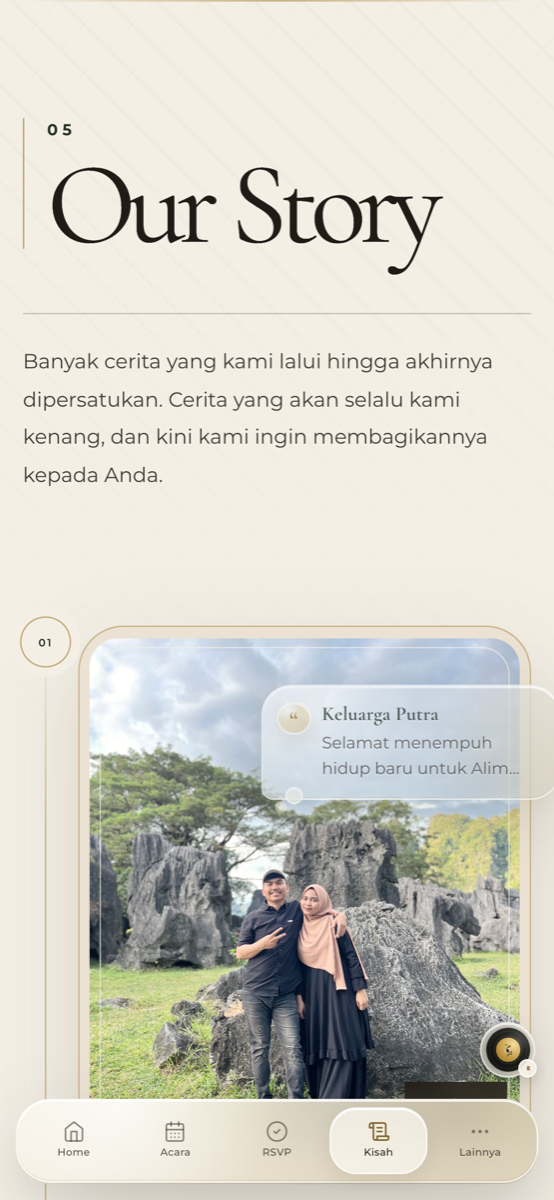 05
Our Story
Banyak cerita yang kami lalui hingga akhirnya
dipersatukan. Cerita yang akan selalu kami
kenang, dan kini kami ingin membagikannya
kepada Anda.
01
“
Keluarga Putra
Selamat menempuh
hidup baru untuk Alim...
Home
Acara
RSVP
Kisah
Lainnya